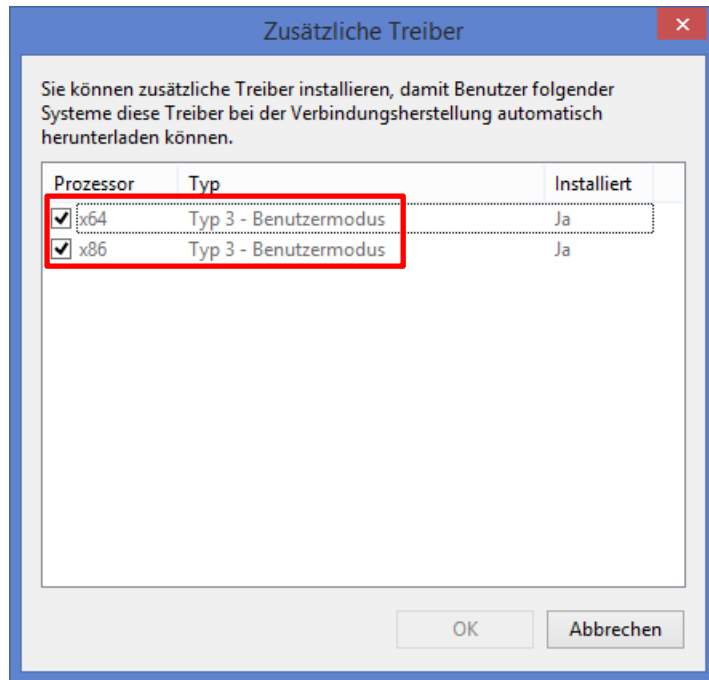 Zusätzliche Treiber
Sie können zusätzliche Treiber installieren, damit Benutzer folgender
Systeme diese Treiber bei der Verbindungsherstellung automatisch
herunterladen können.
Prozessor Typ Installiert
x64 Typ 3 - Benutzermodus Ja
x86 Typ 3 - Benutzermodus Ja
OK Abbrechen